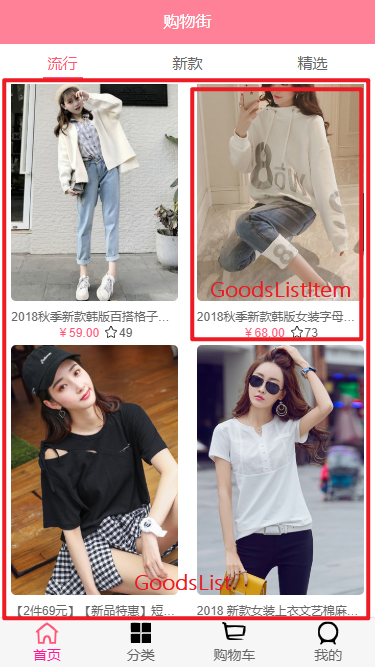 购物街
流行 新款 精选
GoodsListItem
2018秋季新款韩版百搭格子... 2018秋季新款韩版女装字母...
￥59.00 49 ￥68.00 73
GoodsList
【2件69元】【新品特惠】短... 2018 新款女装上衣文艺棉麻...
首页 分类 购物车 我的